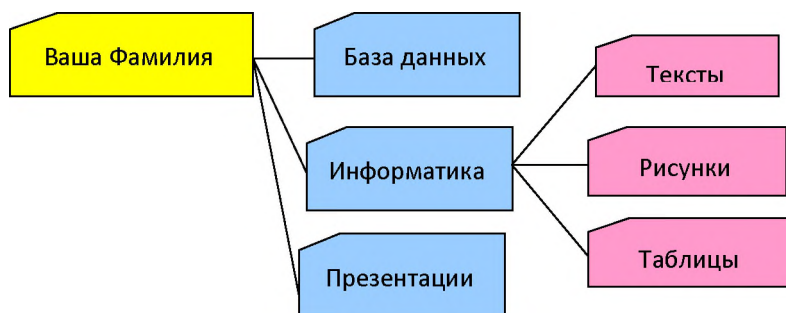 Ваша Фамилия
База данных
Тексты
Информатика
Рисунки
Презентации
Таблицы